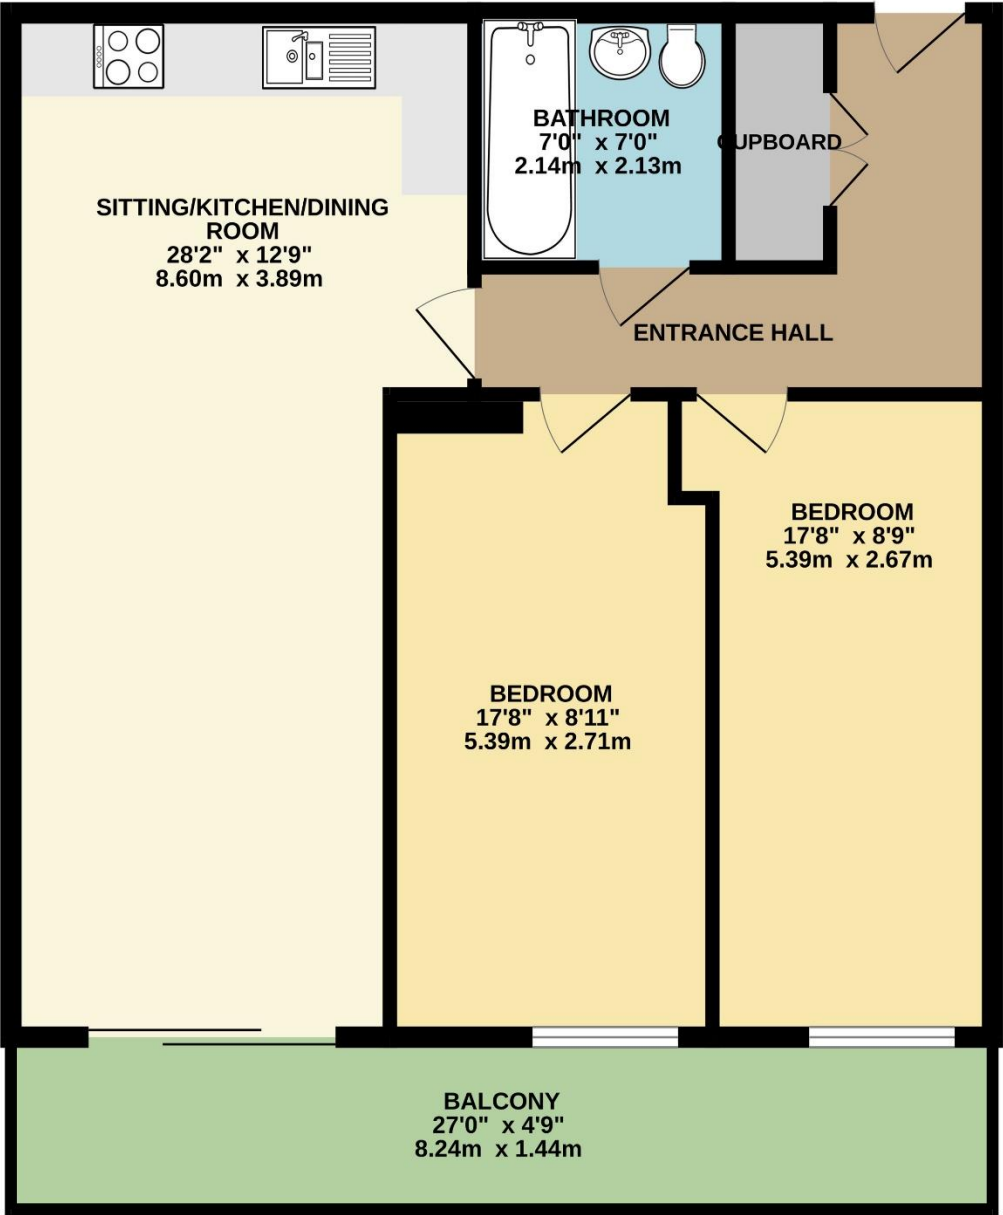 BATHROOM
7'0" x 7'0"
2.14m x 2.13m
CUPBOARD
SITTING/KITCHEN/DINING
ROOM
28'2" x 12'9"
8.60m x 3.89m
ENTRANCE HALL
BEDROOM
17'8" x 8'9"
5.39m x 2.67m
BEDROOM
17'8" x 8'11"
5.39m x 2.71m
BALCONY
27'0" x 4'9"
8.24m x 1.44m